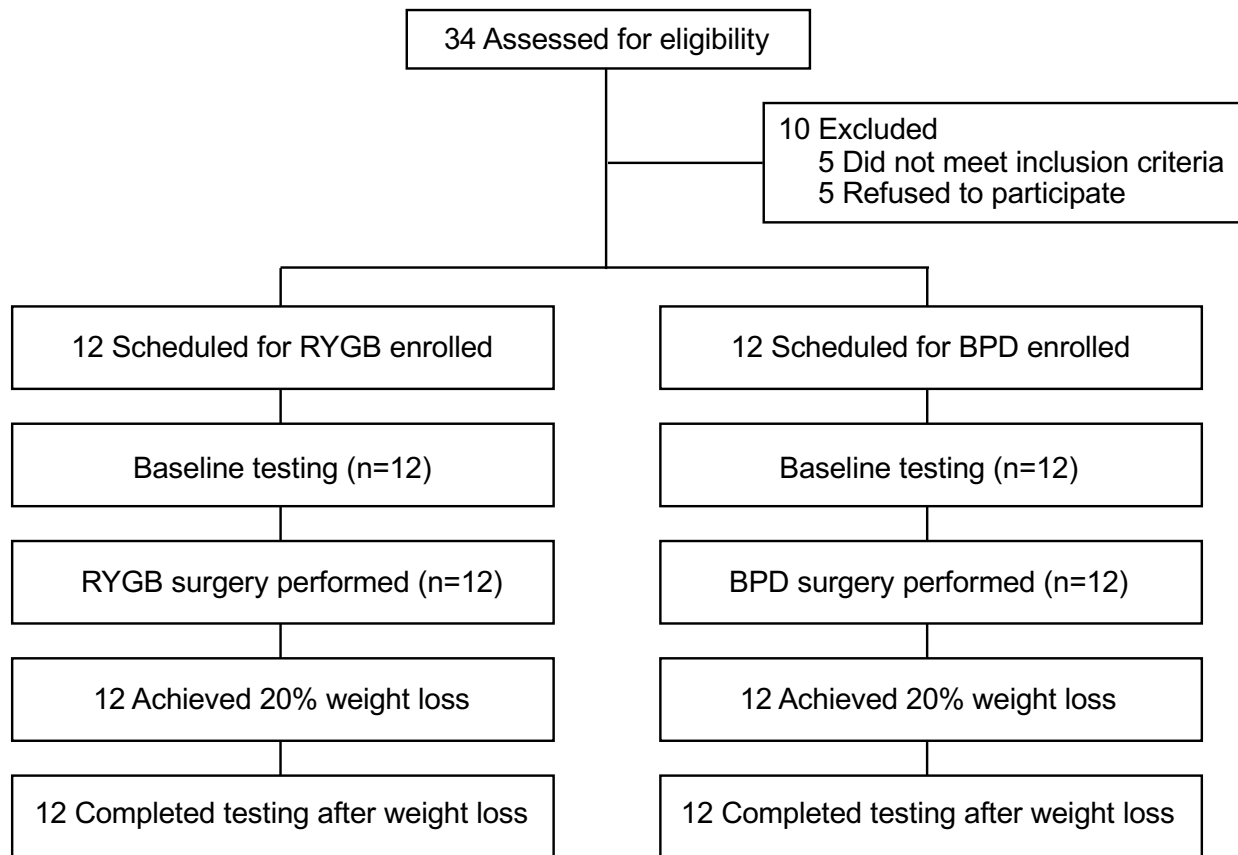 34 Assessed for eligibility
10 Excluded
5 Did not meet inclusion criteria
5 Refused to participate
12 Scheduled for RYGB enrolled
12 Scheduled for BPD enrolled
Baseline testing (n=12)
Baseline testing (n=12)
RYGB surgery performed (n=12)
BPD surgery performed (n=12)
12 Achieved 20% weight loss
12 Achieved 20% weight loss
12 Completed testing after weight loss
12 Completed testing after weight loss